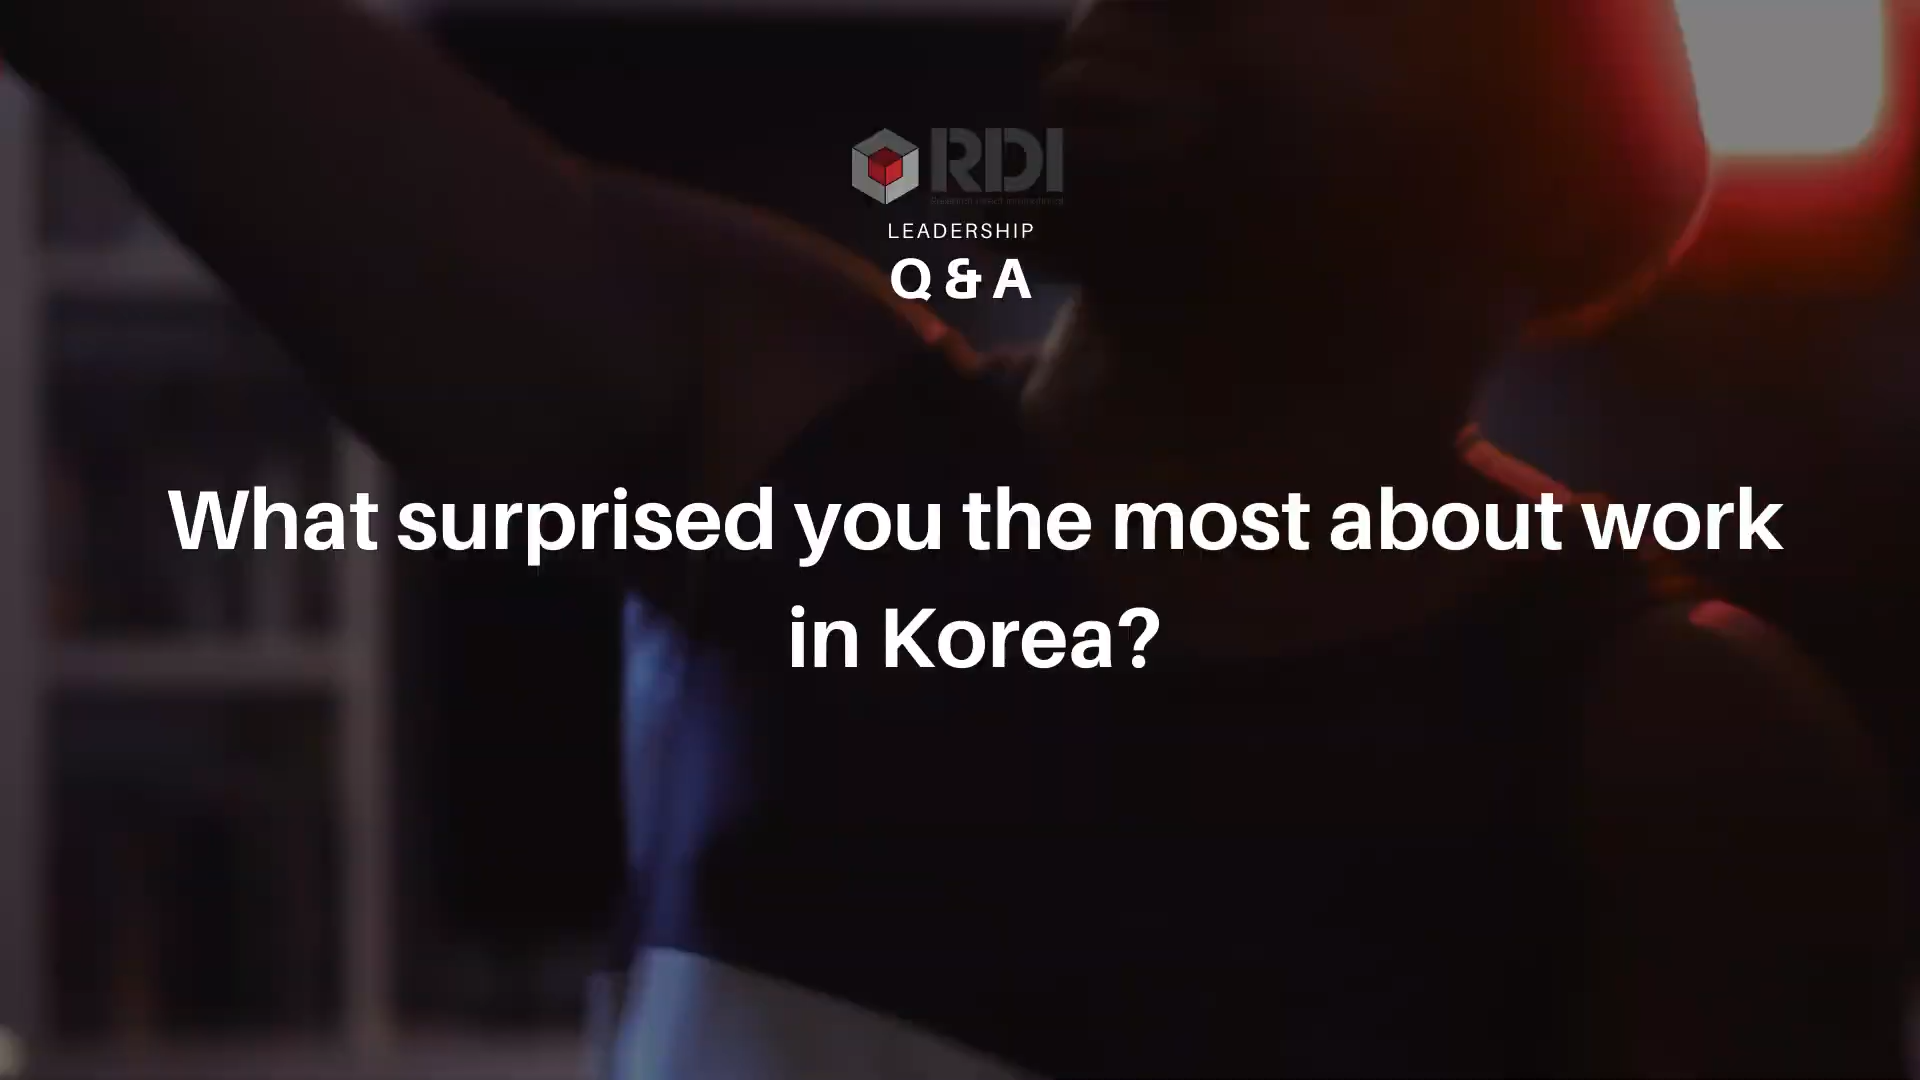 RDI
LEADERSHIP
Q & A
What surprised you the most about work
in Korea?